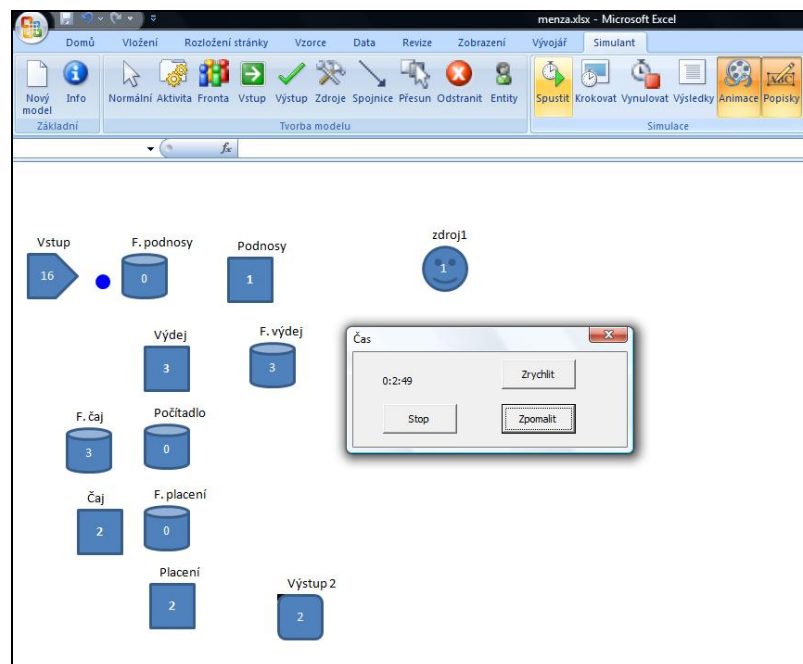 menza.xlsx - Microsoft Excel
Domů Vložení Rozložení stránky Vzorce Data Revize Zobrazení Vývojář Simulant
Nový model Info Normální Aktivita Fronta Vstup Výstup Zdroje Spojnice Přesun Odstranit Entity Spustit Krokovat Vynulovat Výsledky Animace Popisky
Základní Tvorba modelu Simulace
fx
Vstup F. podnosy Podnosy zdroj1
16 0 1 1
Výdej F. výdej
3 3
Čas
0:2:49 Zrychlit
Stop Zpomalit
F. čaj Počítadlo
3 0
Čaj F. placení
2 0
Placení Výstup 2
2 2